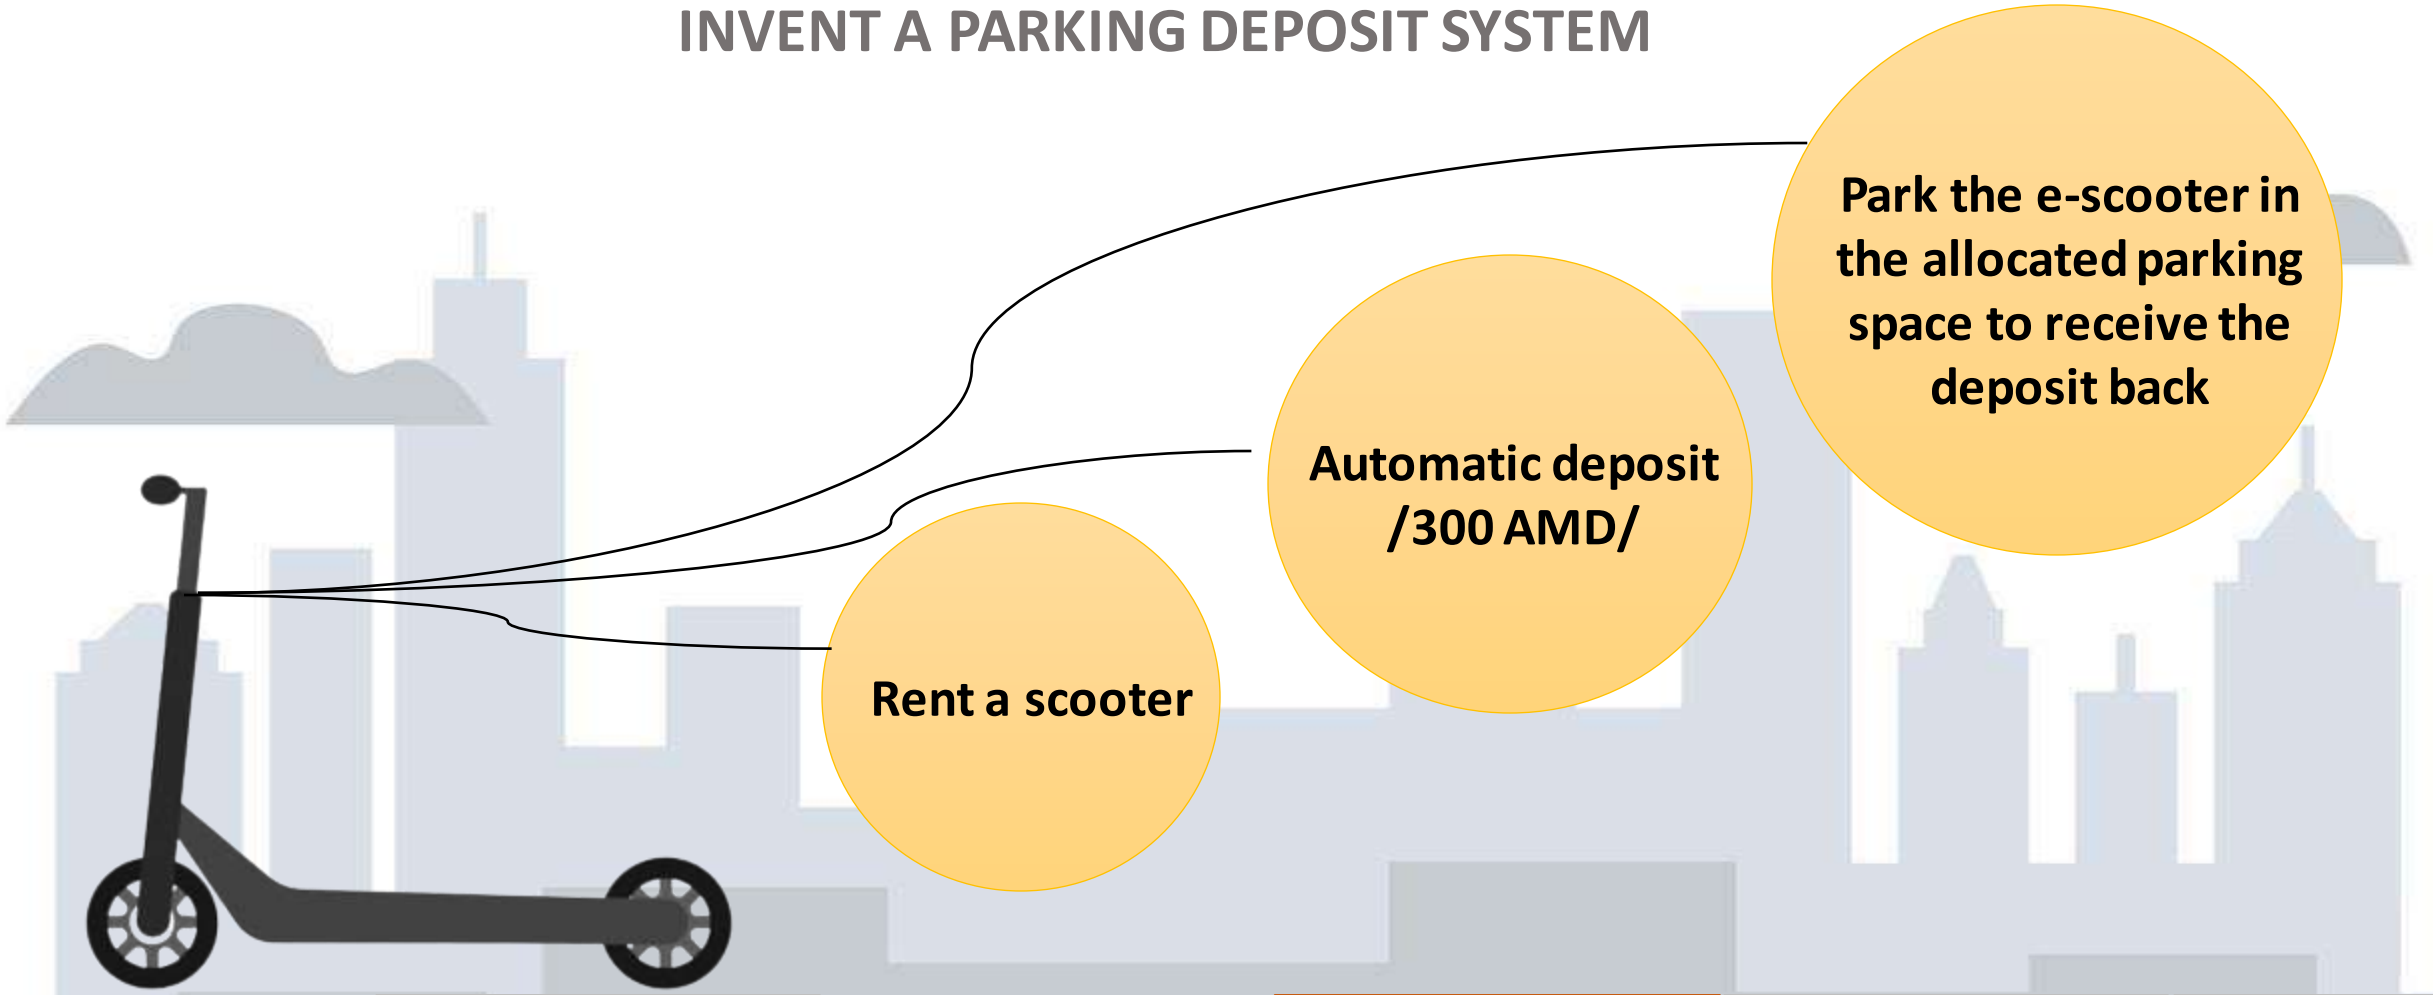 INVENT A PARKING DEPOSIT SYSTEM
Park the e-scooter in
the allocated parking
space to receive the
deposit back
Automatic deposit
/300 AMD/
Rent a scooter